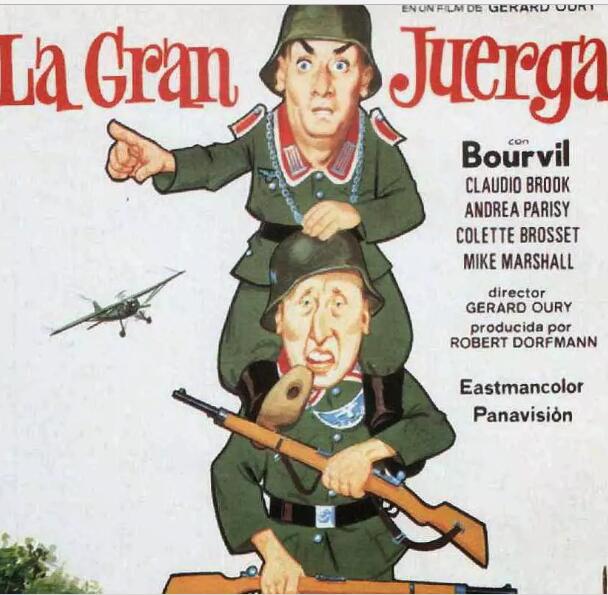 EN UN FILM DE GERARD OURY
La Gran Juerga
con
Bourvil
CLAUDIO BROOK
ANDREA PARISY
COLETTE BROSSET
MIKE MARSHALL
director
GERARD OURY
producida por
ROBERT DORFMANN
Eastmancolor
Panavisiòn